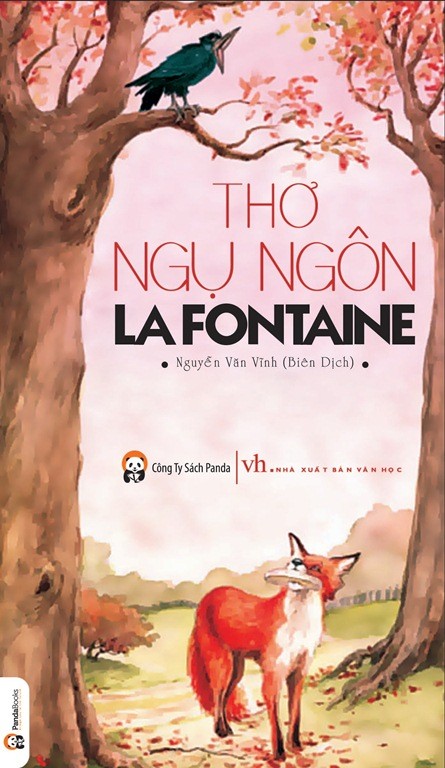 THƠ
NGỤ NGÔN
LA FONTAINE
• Nguyễn Văn Vĩnh (Biên Dịch) •
Công Ty Sách Panda
vh. NHÀ XUẤT BẢN VĂN HỌC
PandaBooks